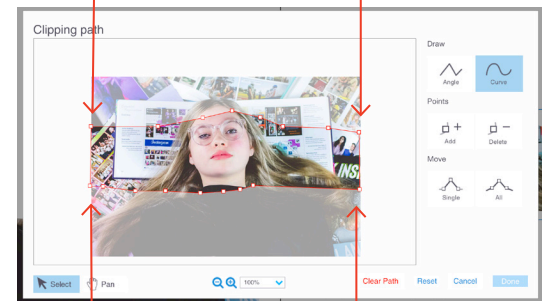 Clipping path
Draw
Angle
Curve
Points
Add
Delete
Move
Single
All
INSI
Select
Pan
100%
Clear Path
Reset
Cancel
Done